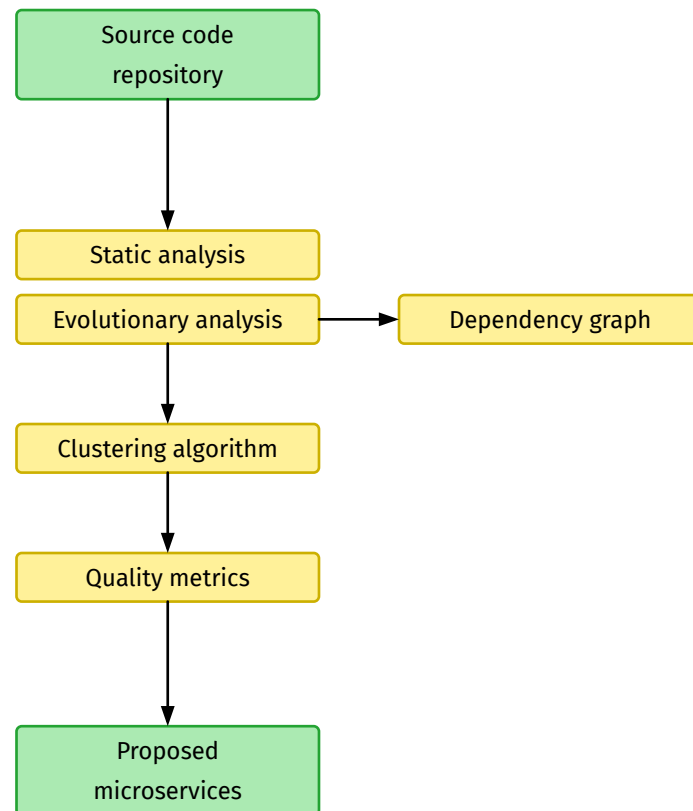 Source code
repository
Static analysis
Evolutionary analysis
Dependency graph
Clustering algorithm
Quality metrics
Proposed
microservices